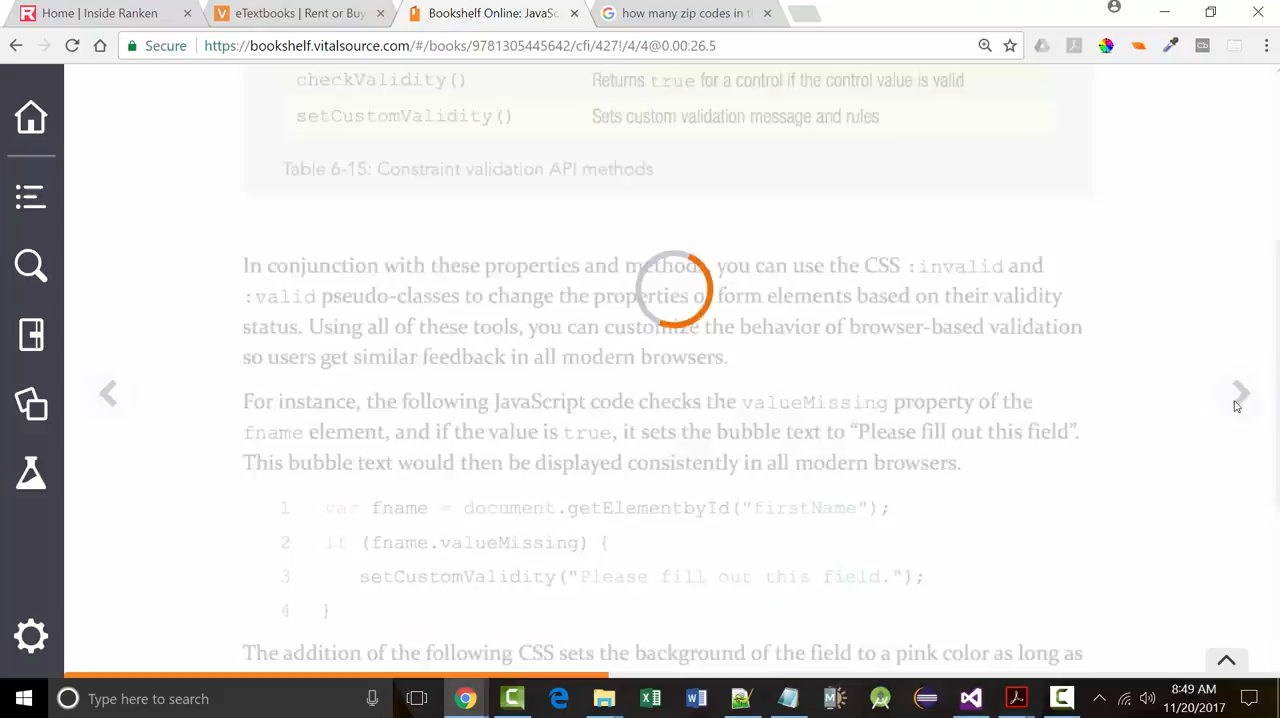 Home | Inside Ranken
eTextbooks | Rent or Buy
Bookshelf Online: JavaSc
how many zip codes in t
Secure
https://bookshelf.vitalsource.com/#/books/9781305445642/cfi/427!/4/4@0.00:26.5
checkValidity() Returns true for a control if the control value is valid
setCustomValidity() Sets custom validation message and rules
Table 6-15: Constraint validation API methods
In conjunction with these properties and methods, you can use the CSS :invalid and
:valid pseudo-classes to change the properties of form elements based on their validity
status. Using all of these tools, you can customize the behavior of browser-based validation
so users get similar feedback in all modern browsers.
For instance, the following JavaScript code checks the valueMissing property of the
fname element, and if the value is true, it sets the bubble text to “Please fill out this field”.
This bubble text would then be displayed consistently in all modern browsers.
1 var fname = document.getElementbyId("firstName");
2 if (fname.valueMissing) {
3 setCustomValidity("Please fill out this field.");
4 }
The addition of the following CSS sets the background of the field to a pink color as long as
Type here to search
8:49 AM
11/20/2017